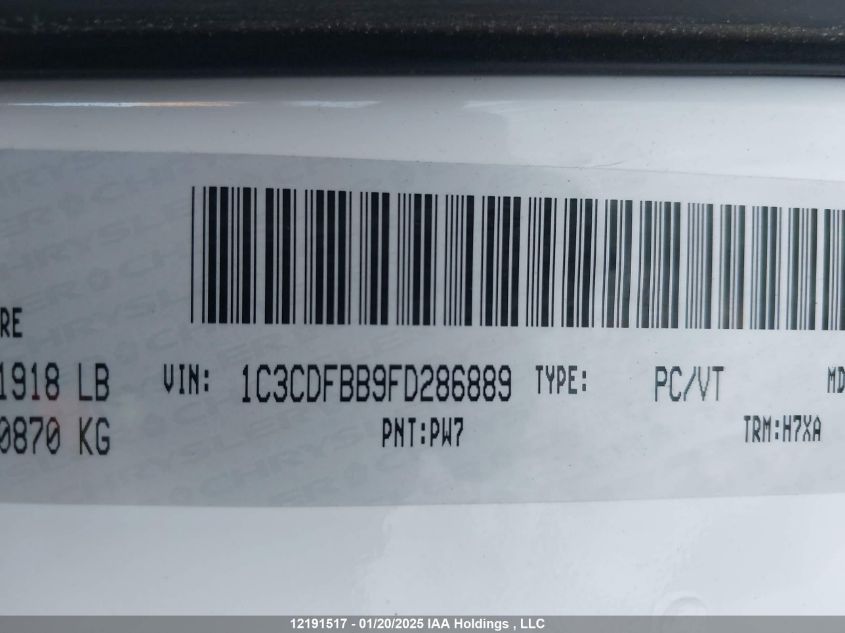 RE
1918 LB VIN: 1C3CDFBB9FD286889 TYPE: PC/VT MD
0870 KG PNT:PW7 TRM:H7XA
12191517 - 01/20/2025 IAA Holdings , LLC